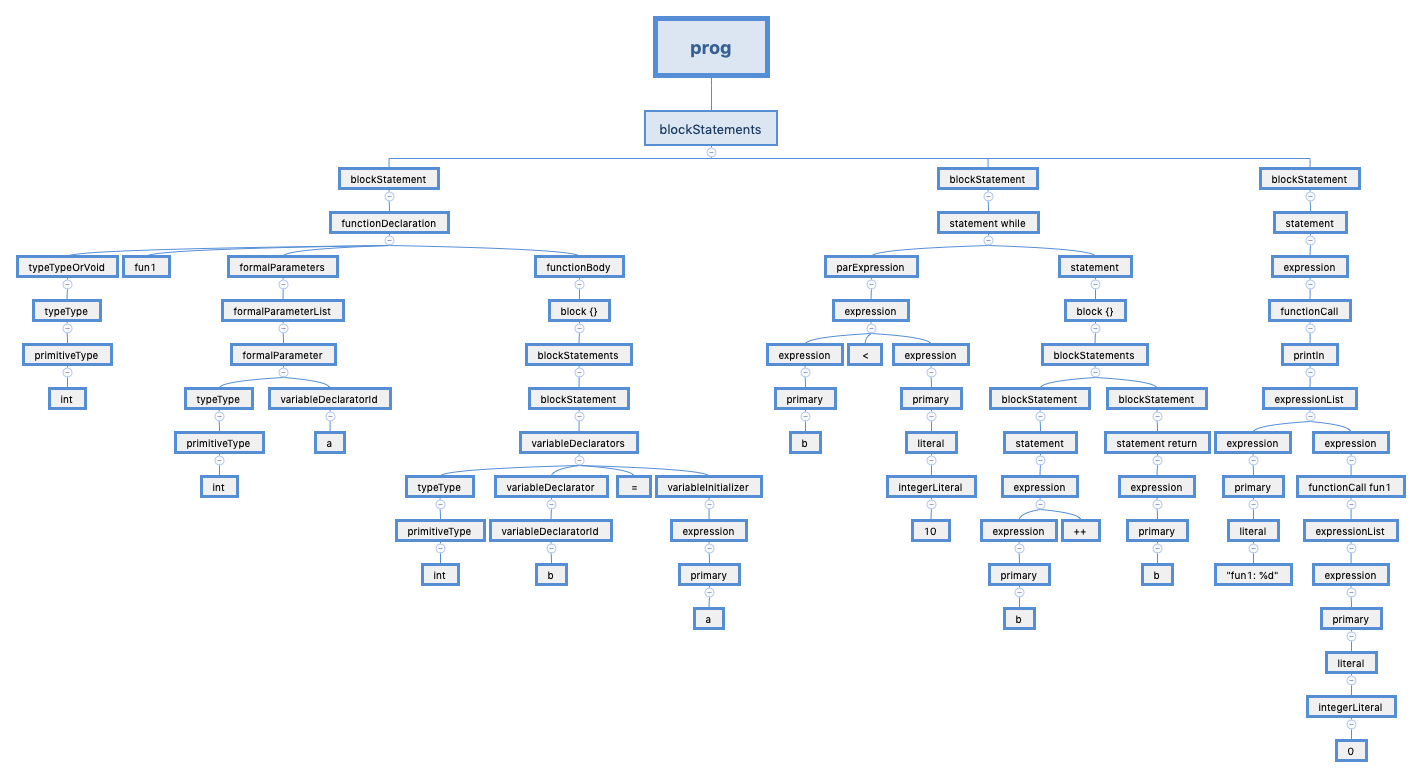 prog
blockStatements
blockStatement blockStatement blockStatement
functionDeclaration statement while statement
typeTypeOrVoid fun1 formalParameters functionBody parExpression statement expression
typeType formalParameterList block {} expression block {} functionCall
primitiveType formalParameter blockStatements expression < expression blockStatements println
int typeType variableDeclaratorId blockStatement primary primary blockStatement blockStatement expressionList
primitiveType a variableDeclarators b literal statement statement return expression expression
int typeType variableDeclarator = variableInitializer integerLiteral expression expression primary functionCall fun1
primitiveType variableDeclaratorId expression 10 expression ++ primary literal expressionList
int b primary primary b "fun1: %d" expression
a b primary
literal
integerLiteral
0